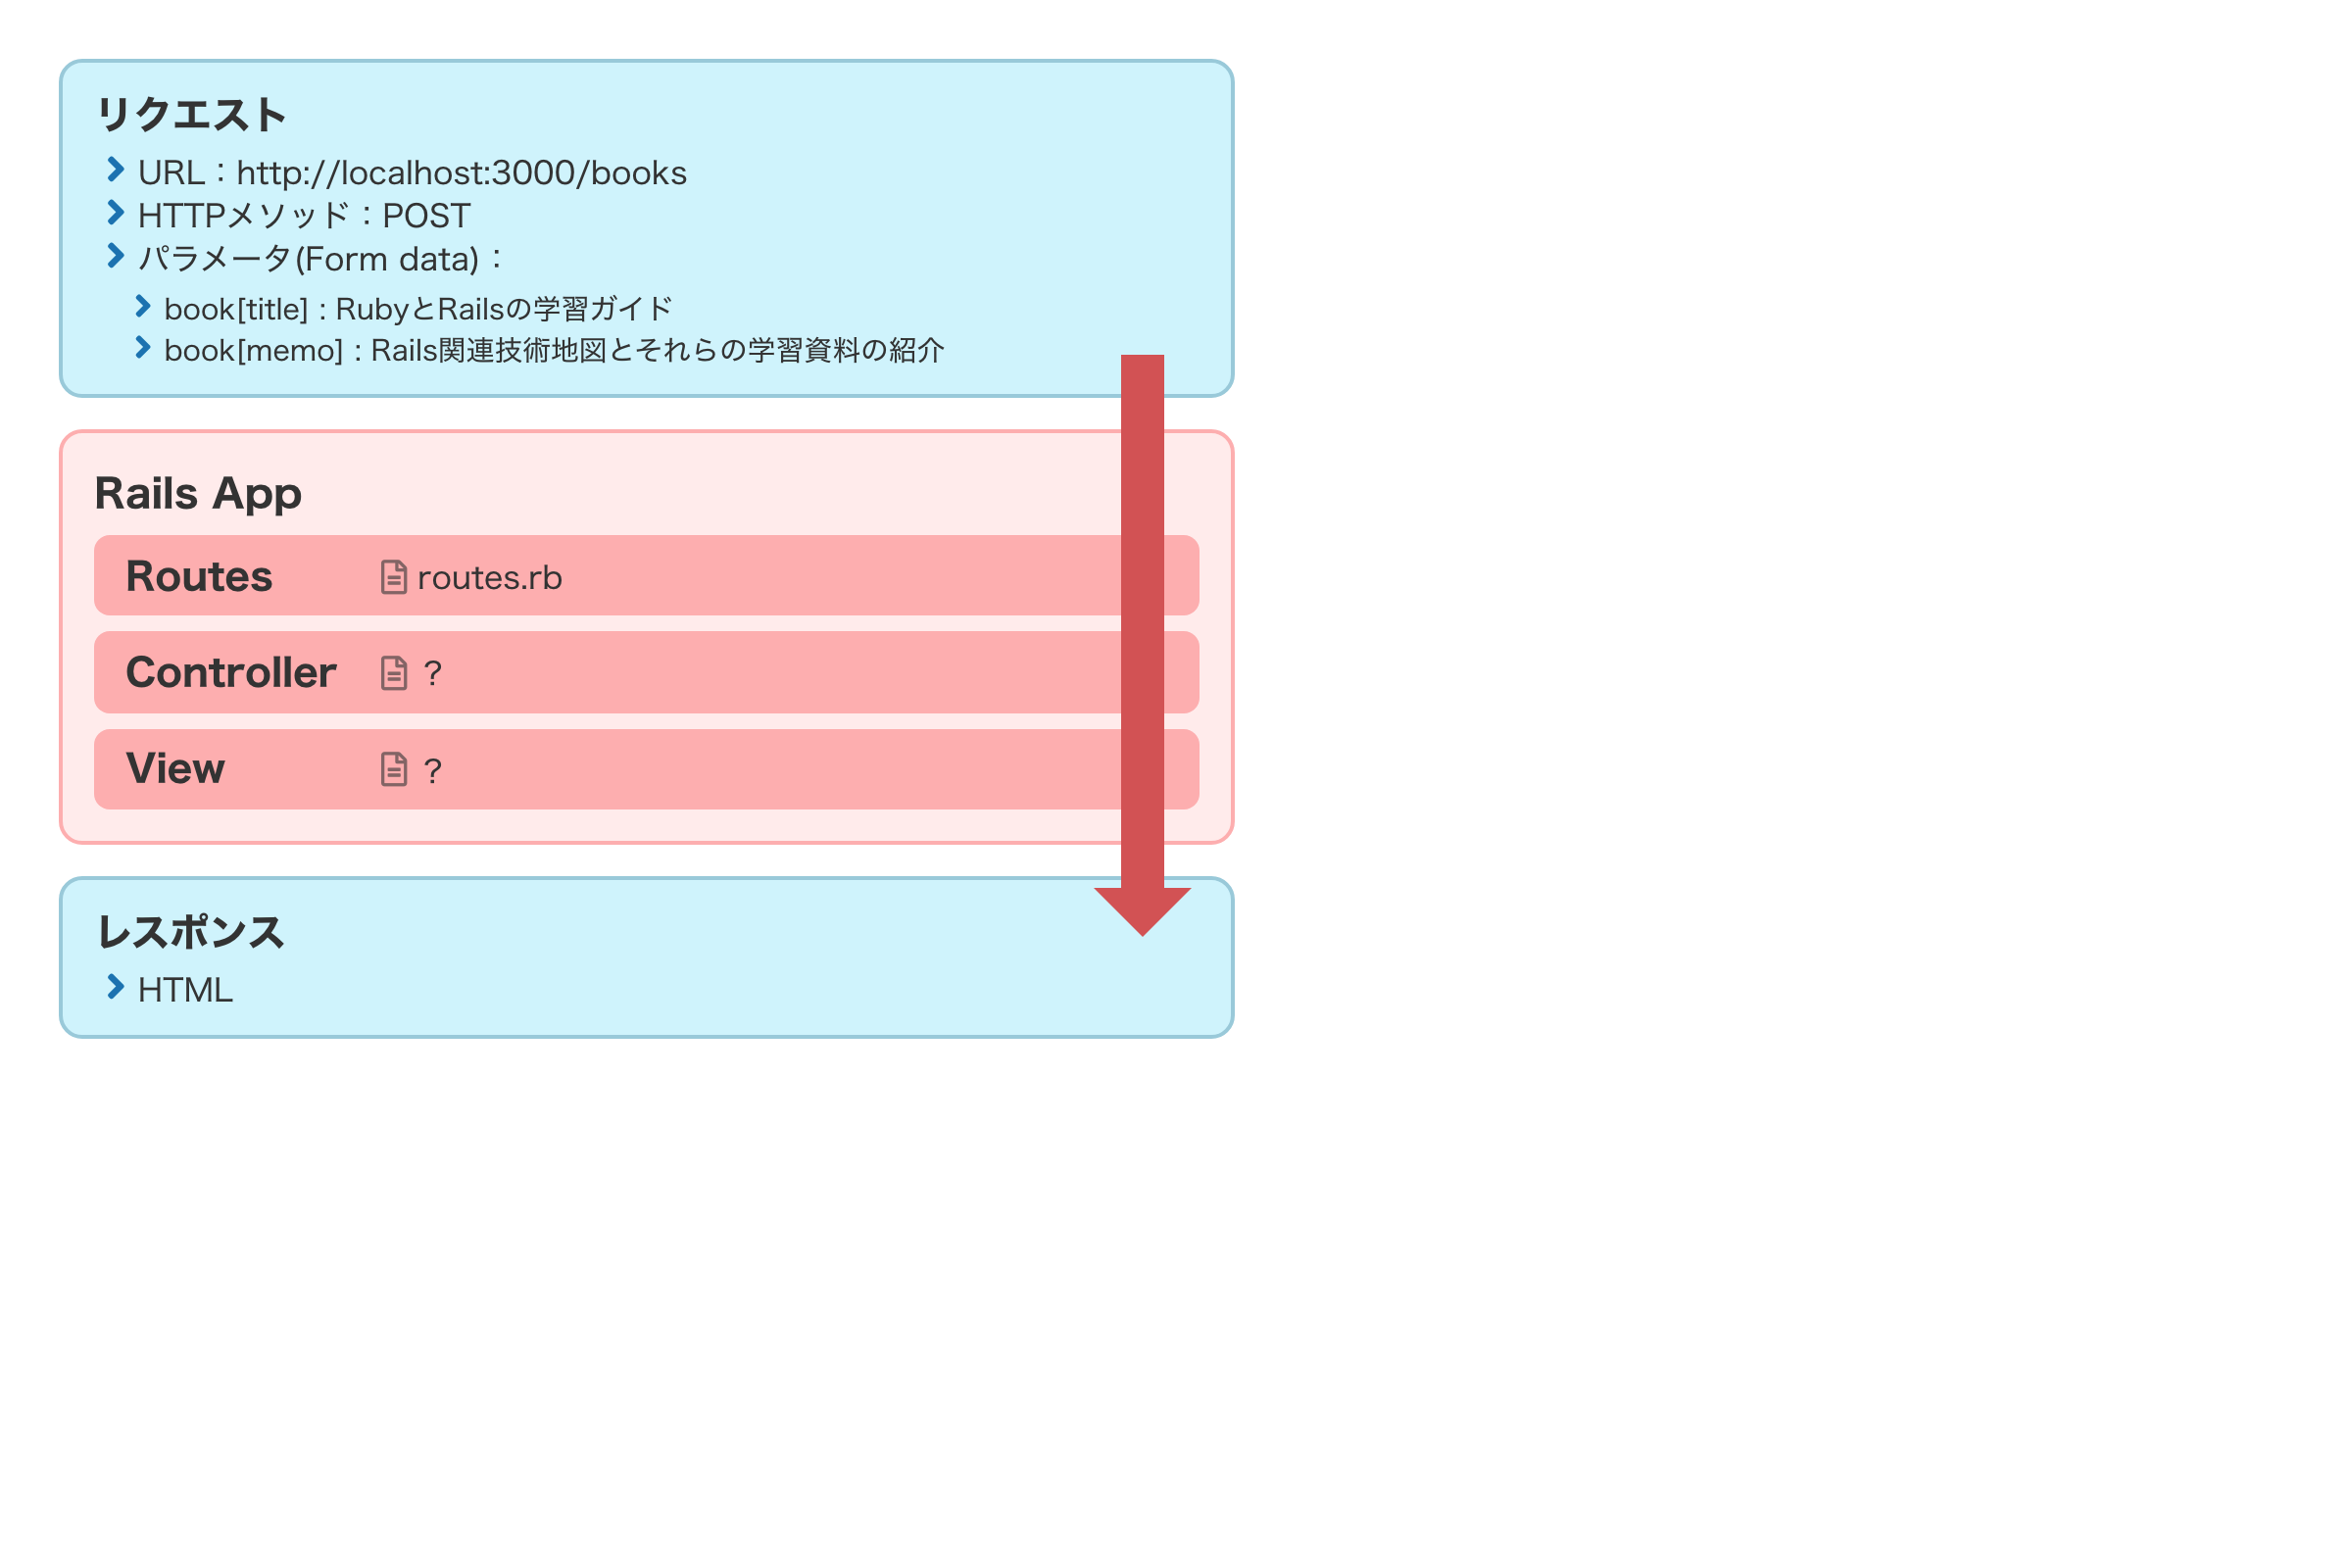 リクエスト
URL：http://localhost:3000/books
HTTPメソッド：POST
パラメータ(Form data)：
book[title] : RubyとRailsの学習ガイド
book[memo] : Rails関連技術地図とそれらの学習資料の紹介
Rails App
Routes routes.rb
Controller ?
View ?
レスポンス
HTML